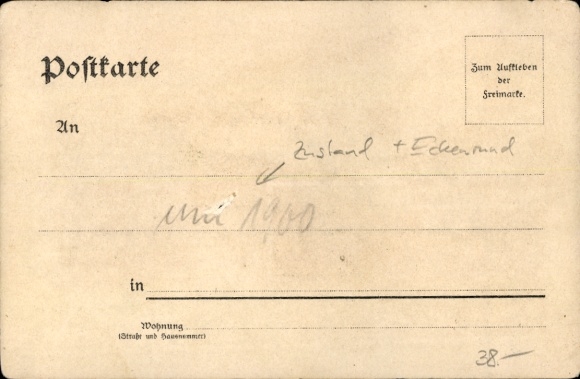 Postkarte
Zum Aufkleben
der
Freimarke.
An
Zustand + Eckenrund
um 1900
in
Wohnung
(Straße und Hausnummer)
38.-